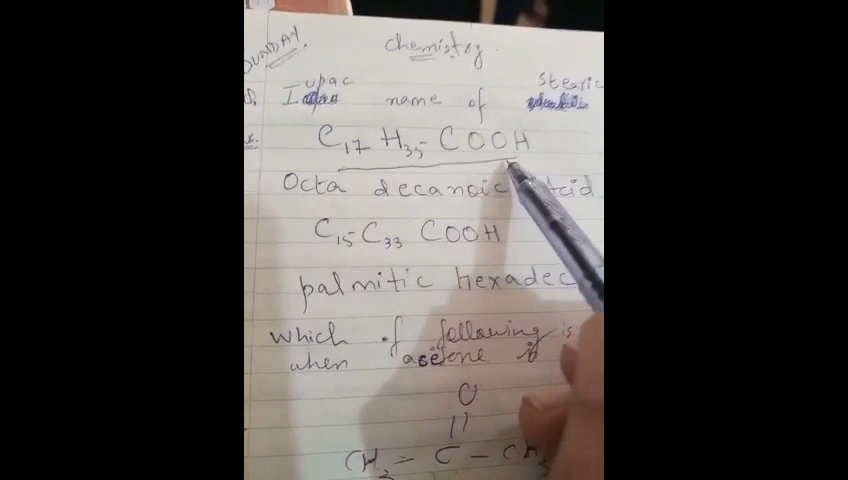 Chemistry
Iupac name of Stearic
C17 H35 COOH
Octa decanoic Acid
C15 C33 COOH
palmitic hexadec
Which of following is
when acetone is
O
||
CH3 – C – CH3